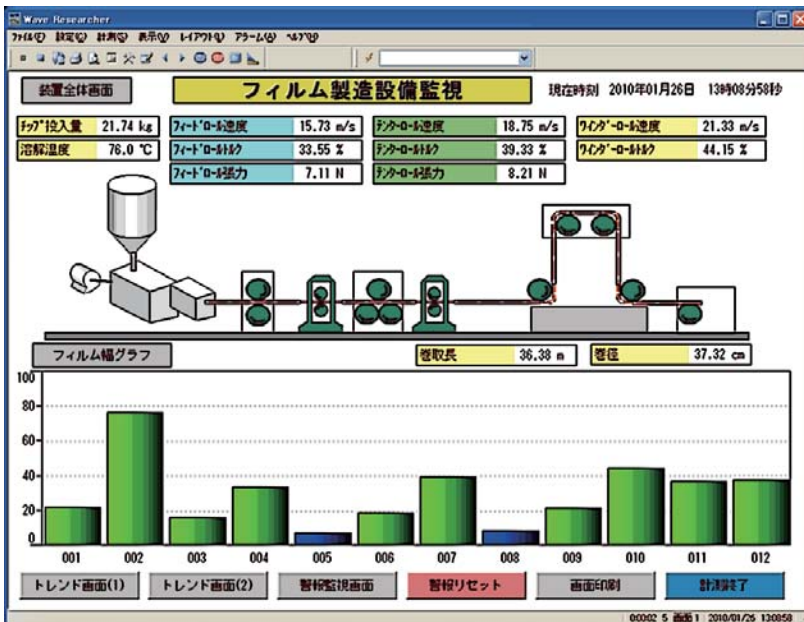 Wave Researcher
ファイル(F) 設定(C) 計測(S) 表示(V) レイアウト(L) アラーム(A) ヘルプ(H)
装置全体画面 フィルム製造設備監視 現在時刻 2010年01月26日 13時08分58秒
チップ投入量 21.74 kg フィードロール速度 15.73 m/s テンターロール速度 18.75 m/s ワインダーロール速度 21.33 m/s
溶解温度 76.0 ℃ フィードロールトルク 33.55 % テンターロールトルク 39.33 % ワインダーロールトルク 44.15 %
フィードロール張力 7.11 N テンターロール張力 8.21 N
フィルム幅グラフ 巻取長 36.38 m 巻径 37.32 cm
100
80
60
40
20
0
001 002 003 004 005 006 007 008 009 010 011 012
トレンド画面(1) トレンド画面(2) 警報監視画面 警報リセット 画面印刷 計測終了
00002 5 画面1 2010/01/26 13:08:58